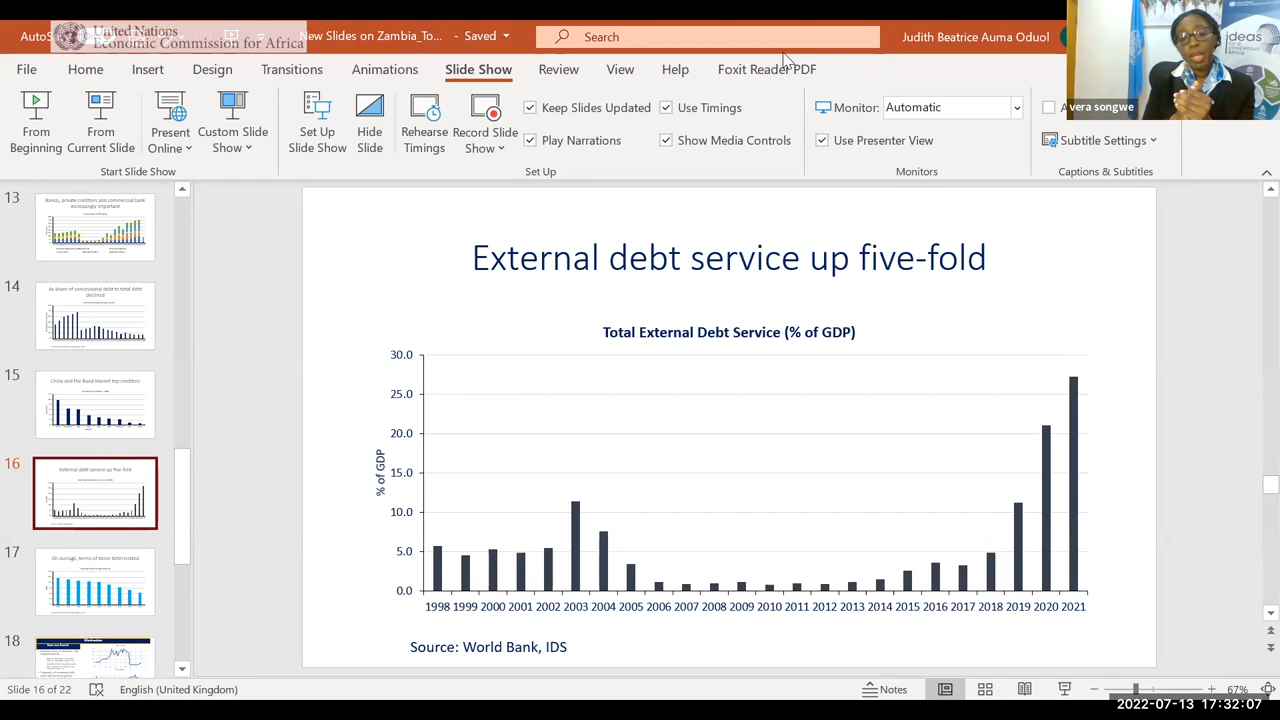 AutoSa
United Nations
Economic Commission for Africa
New Slides on Zambia_To...
Saved
Search
Judith Beatrice Auma Oduol
ideas
for a
prosperous
Africa
vera songwe
File Home Insert Design Transitions Animations Slide Show Review View Help Foxit Reader PDF
From Beginning
From Current Slide
Present Online
Custom Slide Show
Set Up Slide Show
Hide Slide
Rehearse Timings
Record Slide Show
Keep Slides Updated
Use Timings
Play Narrations
Show Media Controls
Monitor: Automatic
Use Presenter View
Subtitle Settings
Start Slide Show
Set Up
Monitors
Captions & Subtitles
13
Bonds, private creditors and commercial bank
increasingly important
14
As share of concessional debt to total debt
declined
15
China and the Bond Market top creditors
16
External debt service up five-fold
17
On average, terms of tenor deteriorated
18
External debt service up five-fold
Total External Debt Service (% of GDP)
30.0
25.0
20.0
15.0
10.0
5.0
0.0
% of GDP
1998 1999 2000 2001 2002 2003 2004 2005 2006 2007 2008 2009 2010 2011 2012 2013 2014 2015 2016 2017 2018 2019 2020 2021
Source: World Bank, IDS
Slide 16 of 22
English (United Kingdom)
Notes
67%
2022-07-13 17:32:07